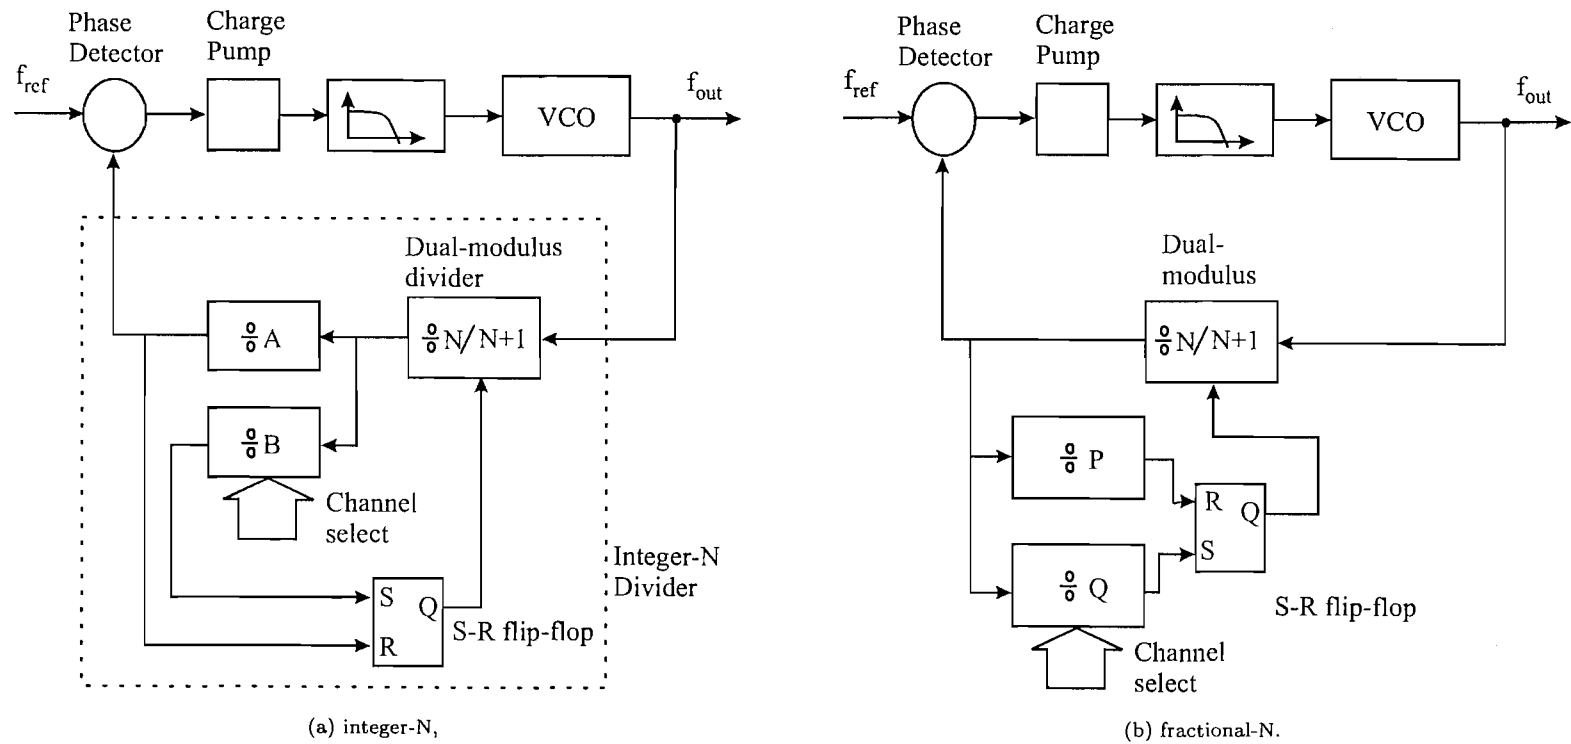 Phase
Detector
Charge
Pump
f_ref
VCO
f_out
Dual-modulus
divider
÷A
÷N/N+1
÷B
Channel
select
Integer-N
Divider
S
Q
R
S-R flip-flop
(a) integer-N,
Phase
Detector
Charge
Pump
f_ref
VCO
f_out
Dual-
modulus
÷N/N+1
÷ P
R
Q
S
÷ Q
S-R flip-flop
Channel
select
(b) fractional-N.